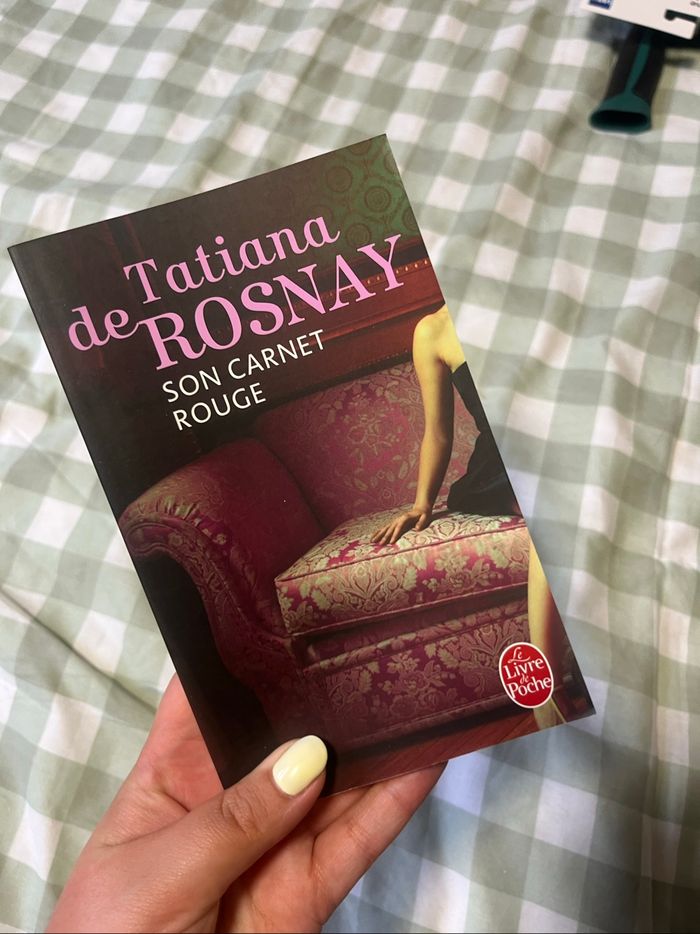 Tatiana
de ROSNAY
SON CARNET
ROUGE
Le
Livre
de
Poche